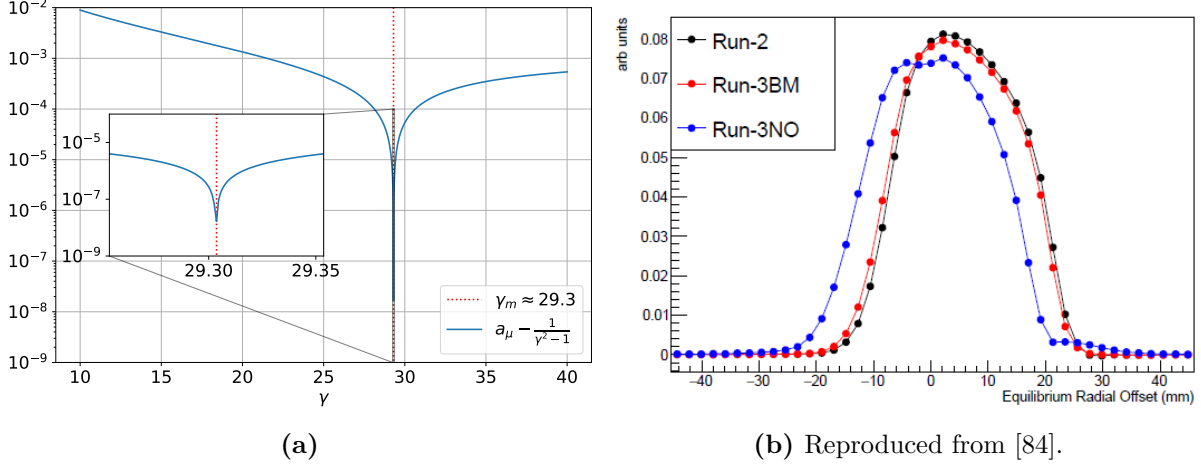 10⁻²
10⁻³
10⁻⁴
10⁻⁵
10⁻⁶
10⁻⁷
10⁻⁸
10⁻⁹
10⁻⁵
10⁻⁷
10⁻⁹
29.30 29.35
γₘ ≈ 29.3
a_μ − 1/(γ²−1)
10 15 20 25 30 35 40
γ
(a)
arb units
0.08
0.07
0.06
0.05
0.04
0.03
0.02
0.01
0
Run-2
Run-3BM
Run-3NO
−40 −30 −20 −10 0 10 20 30 40
Equilibrium Radial Offset (mm)
(b) Reproduced from [84].